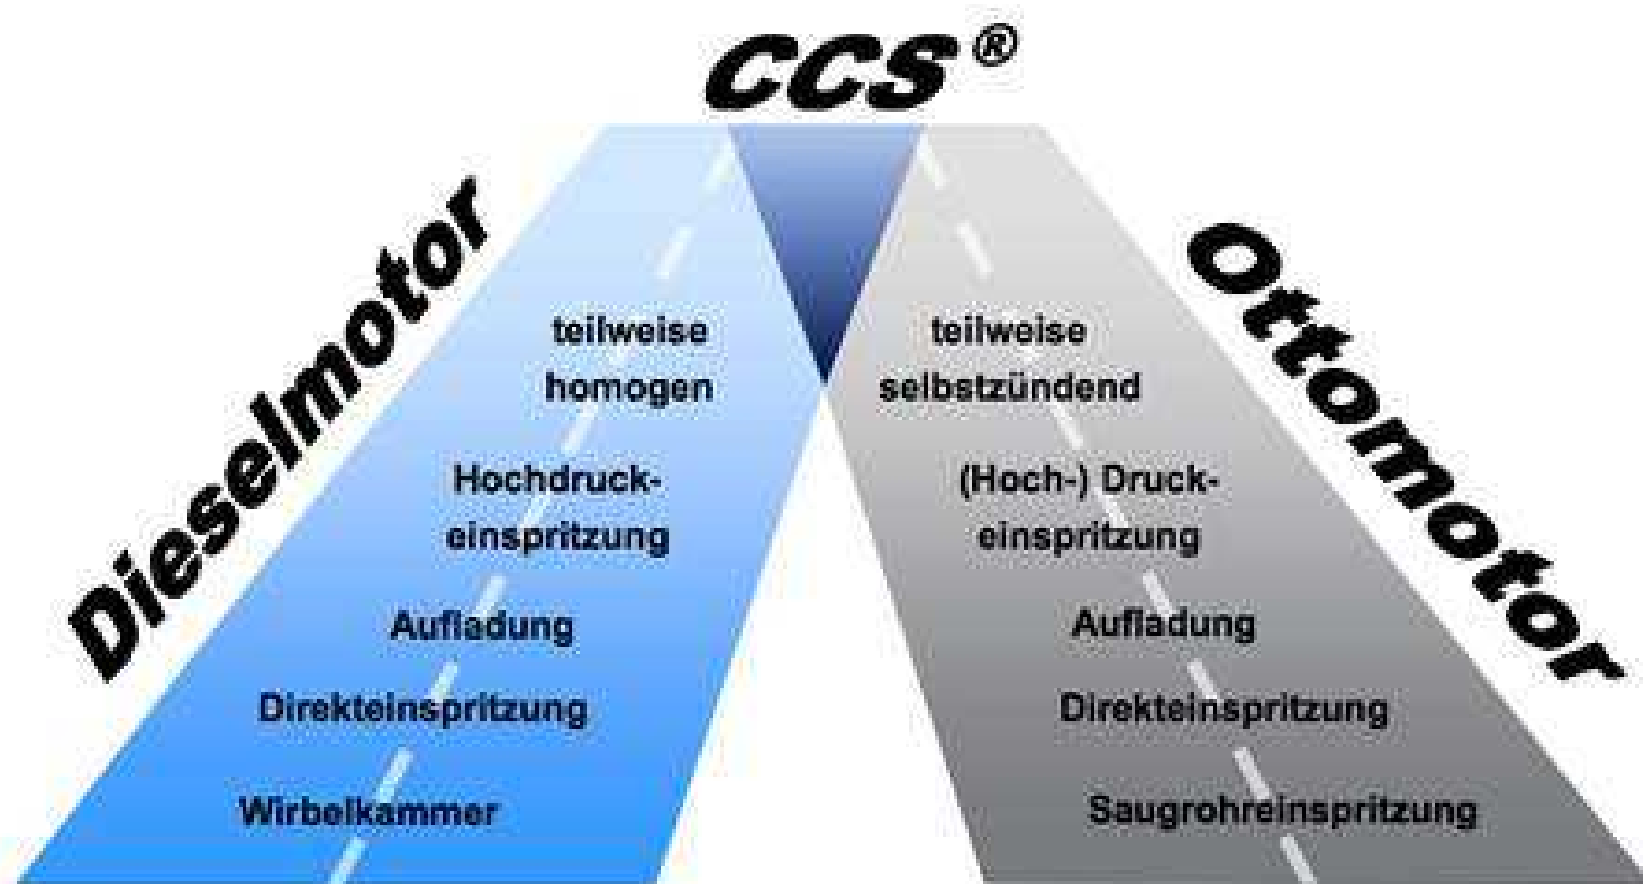 CCS®
Dieselmotor
teilweise
homogen
Hochdruck-
einspritzung
Aufladung
Direkteinspritzung
Wirbelkammer
teilweise
selbstzündend
(Hoch-) Druck-
einspritzung
Aufladung
Direkteinspritzung
Saugrohreinspritzung
Ottomotor